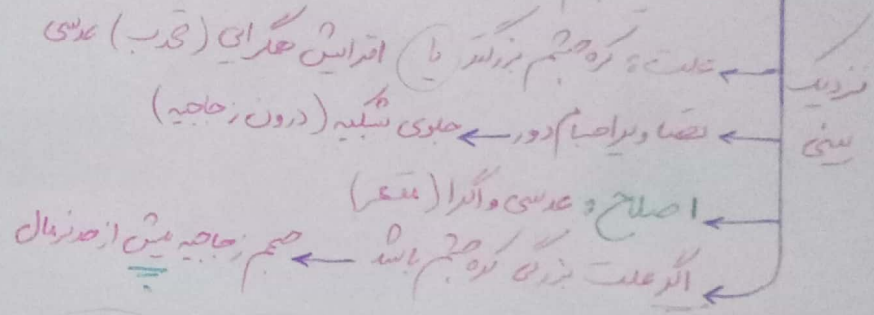 نزدیک بینی
علت: کره چشم بزرگتر یا افزایش همگرایی (تحدب) عدسی
تصاویر اجسام دور ← جلوی شبکیه (درون زجاجیه)
اصلاح: عدسی واگرا (مقعر)
اگر علت بزرگی کره چشم باشد ← حجم زجاجیه بیش از حد نرمال